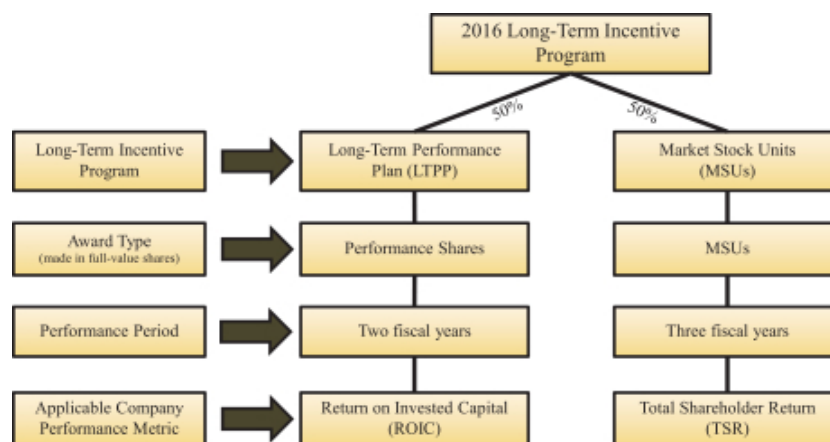 2016 Long-Term Incentive
Program
50%
50%
Long-Term Incentive
Program
Long-Term Performance
Plan (LTPP)
Market Stock Units
(MSUs)
Award Type
(made in full-value shares)
Performance Shares
MSUs
Performance Period
Two fiscal years
Three fiscal years
Applicable Company
Performance Metric
Return on Invested Capital
(ROIC)
Total Shareholder Return
(TSR)